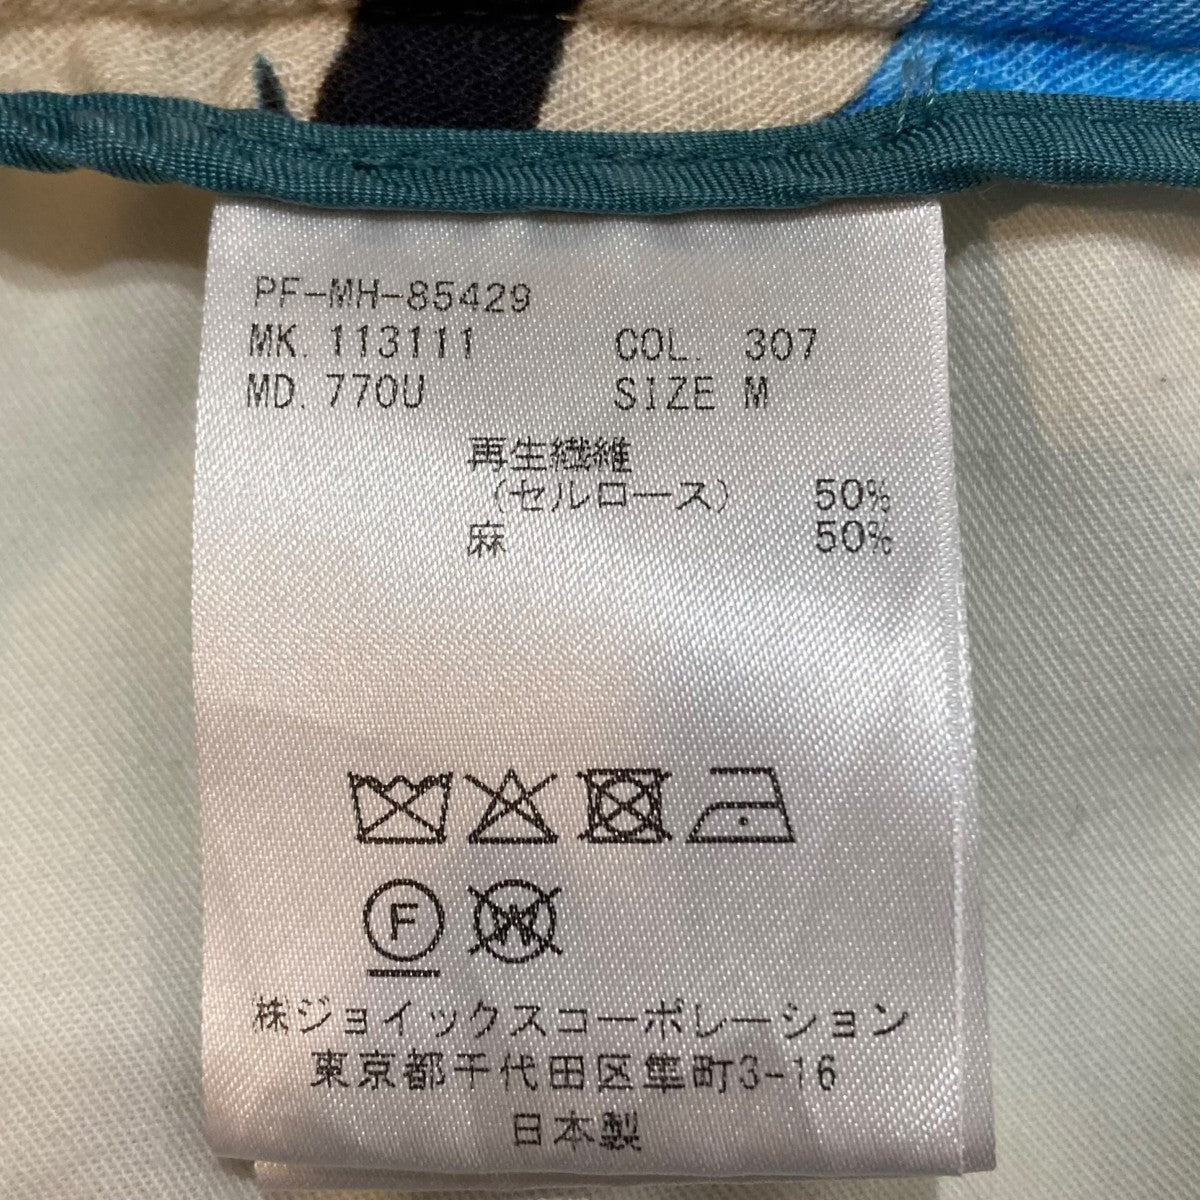 PF-MH-85429
MK. 113111 COL. 307
MD. 770U SIZE M
再生繊維
(セルロース) 50%
麻 50%
F
W
株ジョイックスコーポレーション
東京都千代田区隼町3-16
日本製